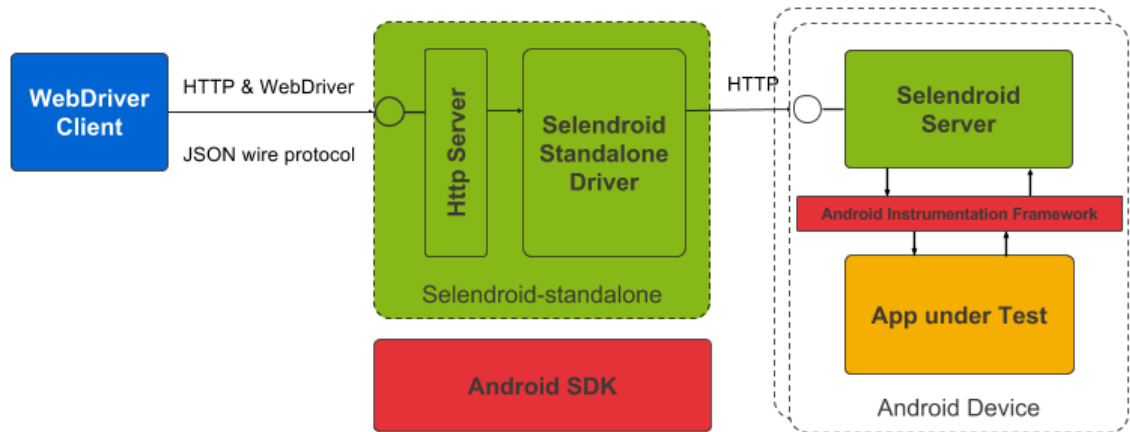 WebDriver
Client
HTTP & WebDriver
JSON wire protocol
Http Server
Selendroid
Standalone
Driver
Selendroid-standalone
Android SDK
HTTP
Selendroid
Server
Android Instrumentation Framework
App under Test
Android Device